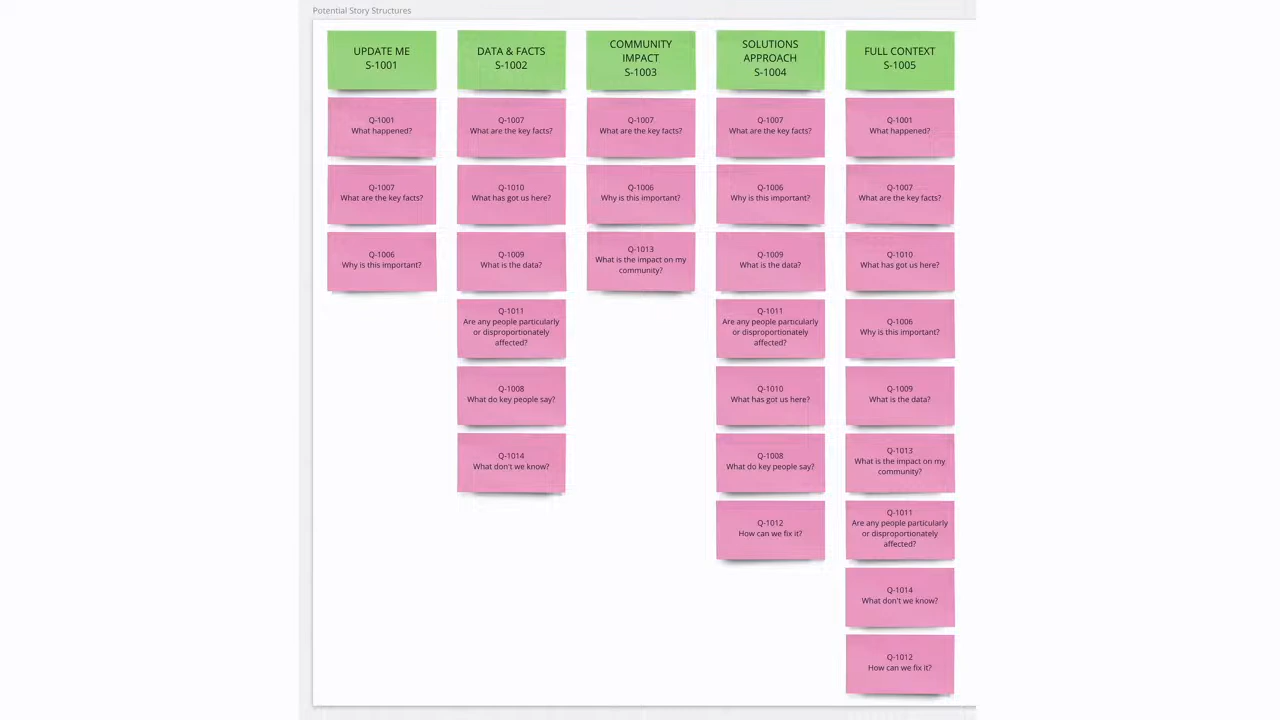 Potential Story Structures
UPDATE ME
S-1001
Q-1001
What happened?
Q-1007
What are the key facts?
Q-1006
Why is this important?
DATA & FACTS
S-1002
Q-1007
What are the key facts?
Q-1010
What has got us here?
Q-1009
What is the data?
Q-1011
Are any people particularly
or disproportionately
affected?
Q-1008
What do key people say?
Q-1014
What don't we know?
COMMUNITY
IMPACT
S-1003
Q-1007
What are the key facts?
Q-1006
Why is this important?
Q-1013
What is the impact on my
community?
SOLUTIONS
APPROACH
S-1004
Q-1007
What are the key facts?
Q-1006
Why is this important?
Q-1009
What is the data?
Q-1011
Are any people particularly
or disproportionately
affected?
Q-1010
What has got us here?
Q-1008
What do key people say?
Q-1012
How can we fix it?
FULL CONTEXT
S-1005
Q-1001
What happened?
Q-1007
What are the key facts?
Q-1010
What has got us here?
Q-1006
Why is this important?
Q-1009
What is the data?
Q-1013
What is the impact on my
community?
Q-1011
Are any people particularly
or disproportionately
affected?
Q-1014
What don't we know?
Q-1012
How can we fix it?